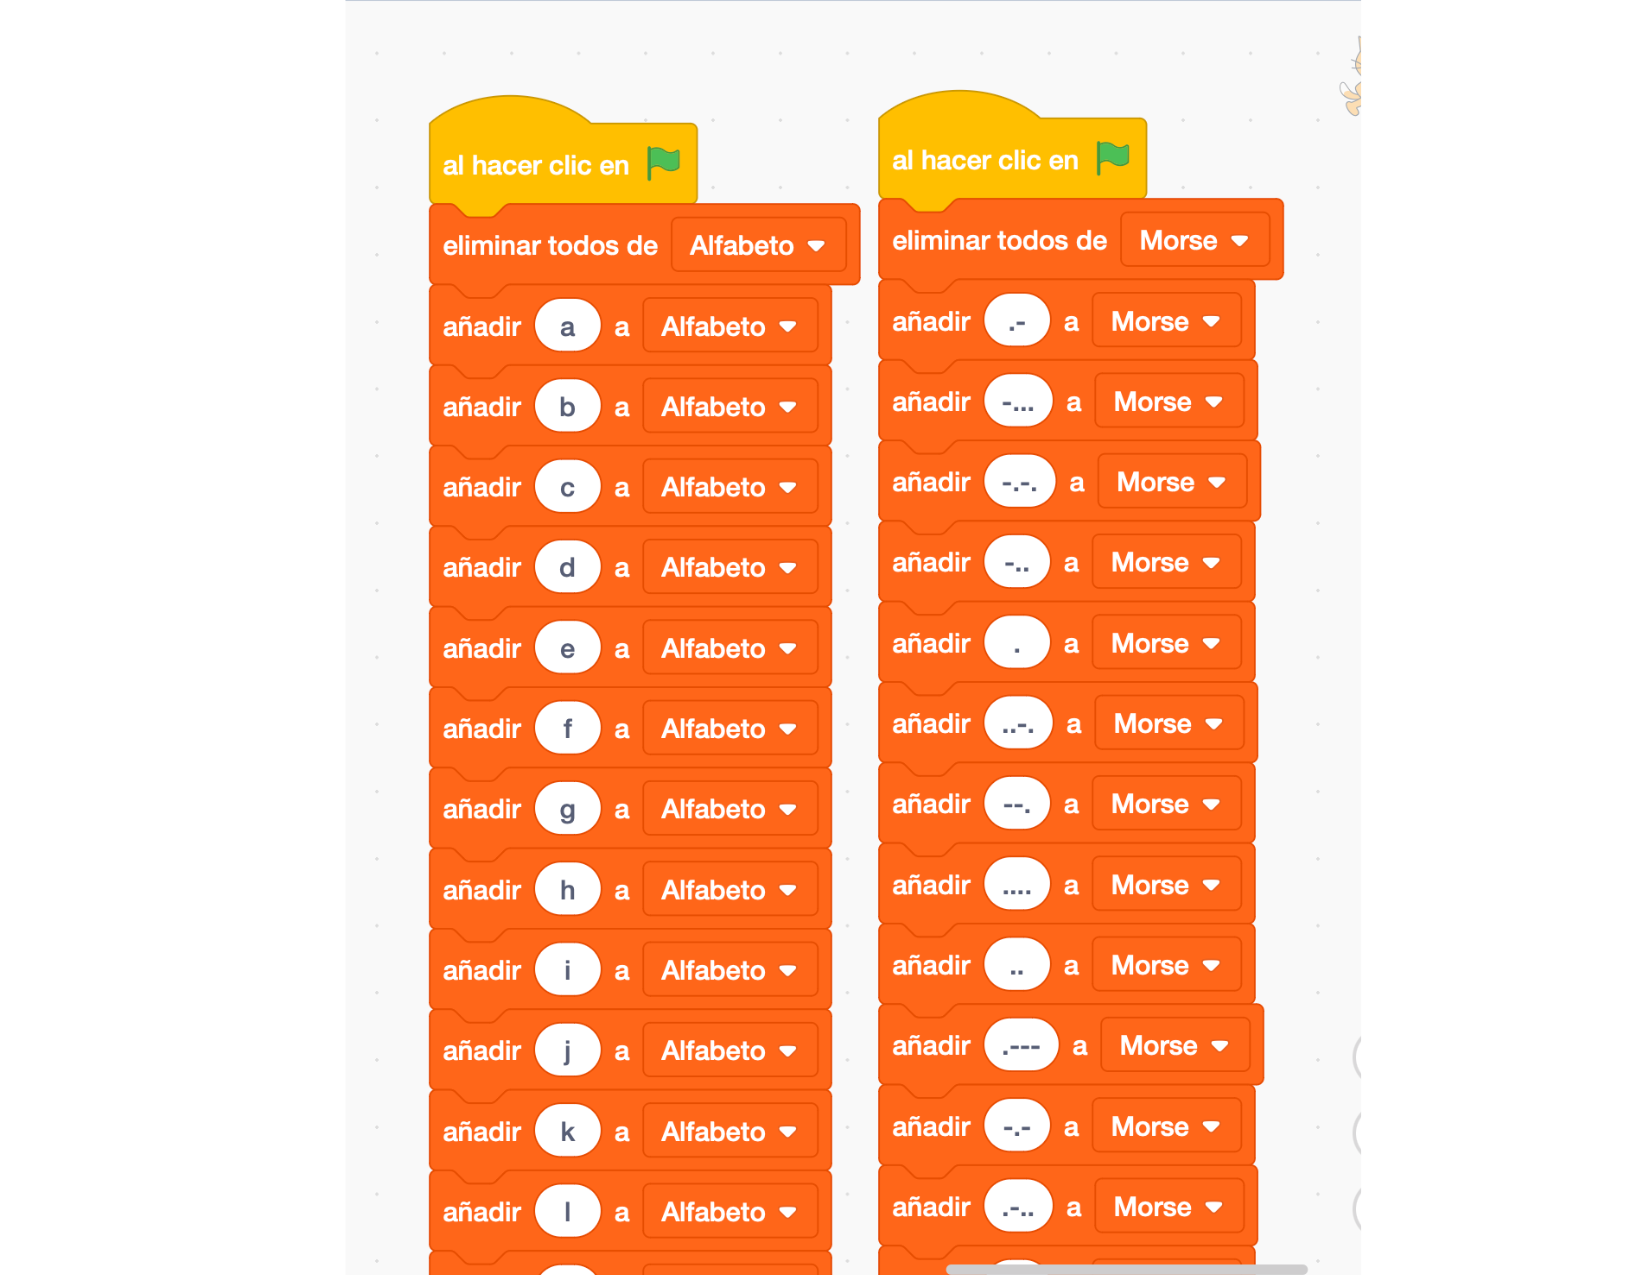 al hacer clic en
eliminar todos de Alfabeto
añadir a a Alfabeto
añadir b a Alfabeto
añadir c a Alfabeto
añadir d a Alfabeto
añadir e a Alfabeto
añadir f a Alfabeto
añadir g a Alfabeto
añadir h a Alfabeto
añadir i a Alfabeto
añadir j a Alfabeto
añadir k a Alfabeto
añadir l a Alfabeto
al hacer clic en
eliminar todos de Morse
añadir .- a Morse
añadir -... a Morse
añadir -.-. a Morse
añadir -.. a Morse
añadir . a Morse
añadir ..-. a Morse
añadir --. a Morse
añadir .... a Morse
añadir .. a Morse
añadir .--- a Morse
añadir -.- a Morse
añadir .-.. a Morse